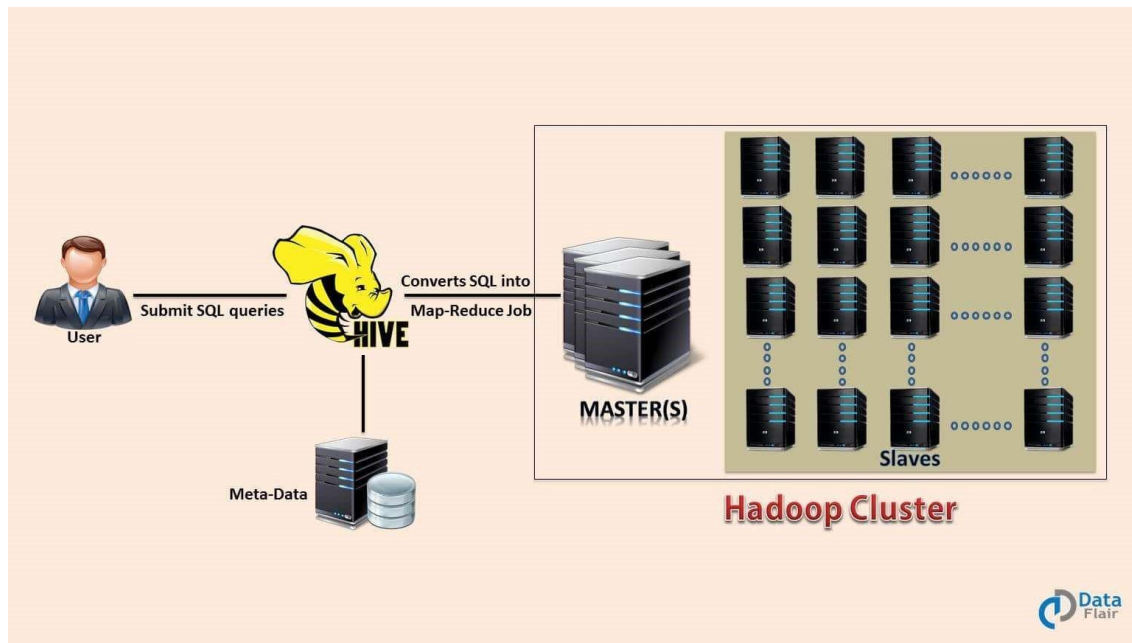 User
Submit SQL queries
HIVE
Converts SQL into
Map-Reduce Job
Meta-Data
MASTER(S)
Slaves
Hadoop Cluster
Data
Flair